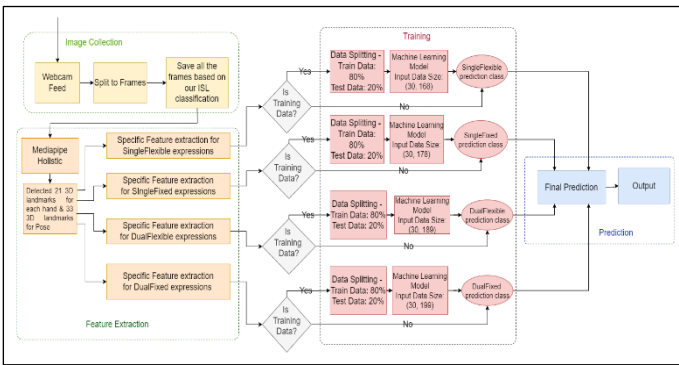 Image Collection
Webcam
Feed
Split to Frames
Save all the
frames based on
our ISL
classification
Mediapipe
Holistic
Detected 21 3D
landmarks for
each hand & 33
3D landmarks
for Pose
Specific Feature extraction
for SingleFlexible expressions
Specific Feature extraction
for SIngleFixed expressions
Specific Feature extraction
for DualFlexible expressions
Specific Feature extraction
for DualFixed expressions
Feature Extraction
Is
Training
Data?
Yes
No
Is
Training
Data?
Yes
No
Is
Training
Data?
Yes
No
Is
Training
Data?
Yes
No
Training
Data Splitting -
Train Data:
80%
Test Data: 20%
Machine Learning
Model
Input Data Size:
(30, 168)
SingleFlexible
prediction class
Data Splitting -
Train Data:
80%
Test Data: 20%
Machine Learning
Model
Input Data Size:
(30, 178)
SingleFixed
prediction class
Data Splitting -
Train Data: 80%
Test Data: 20%
Machine Learning
Model
Input Data Size:
(30, 189)
DualFlexible
prediction class
Data Splitting -
Train Data: 80%
Test Data: 20%
Machine Learning
Model
Input Data Size:
(30, 199)
DualFixed
prediction class
Final Prediction
Output
Prediction